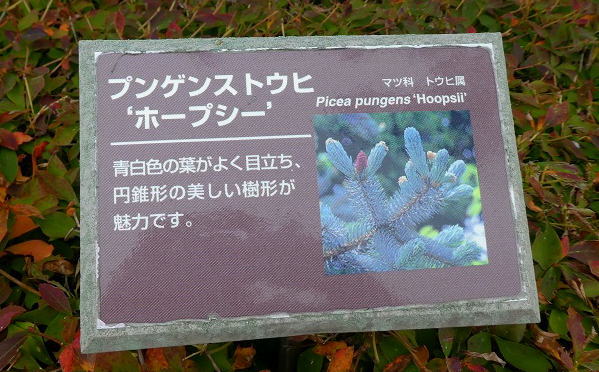 プンゲンストウヒ
‘ホープシー’
マツ科　トウヒ属
Picea pungens ‘Hoopsii’
青白色の葉がよく目立ち、
円錐形の美しい樹形が
魅力です。